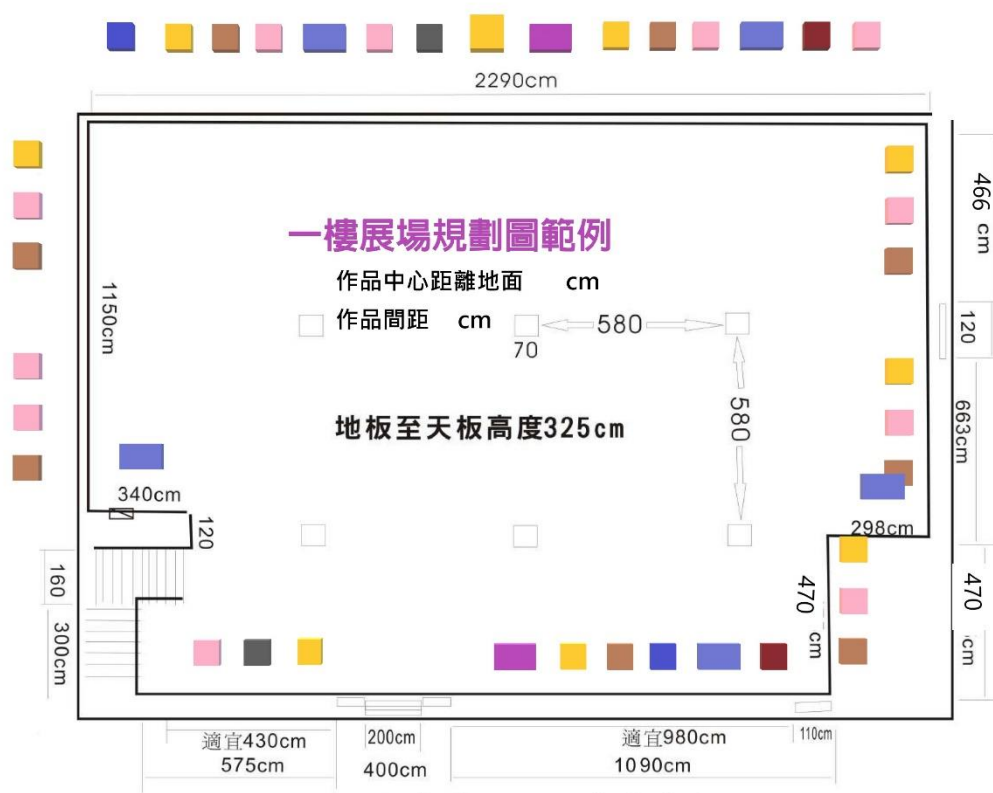 2290cm
466 cm
一樓展場規劃圖範例
作品中心距離地面 cm
1150cm
作品間距 cm
580
120
70
580
663cm
地板至天板高度325cm
340cm
120
298cm
160
470 cm
470 cm
300cm
適宜430cm
200cm
適宜980cm
110cm
575cm
400cm
1090cm